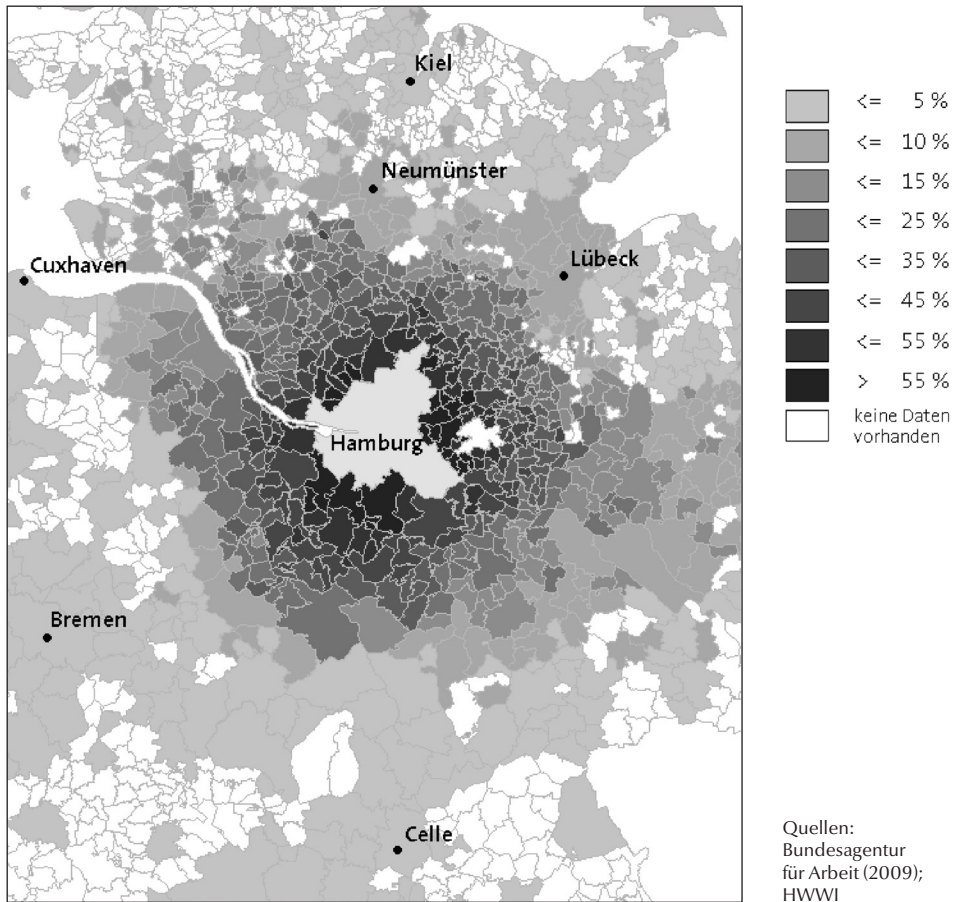 Kiel
Neumünster
Cuxhaven
Lübeck
Hamburg
Bremen
Celle
<= 5 %
<= 10 %
<= 15 %
<= 25 %
<= 35 %
<= 45 %
<= 55 %
> 55 %
keine Daten
vorhanden
Quellen:
Bundesagentur
für Arbeit (2009);
HWWI